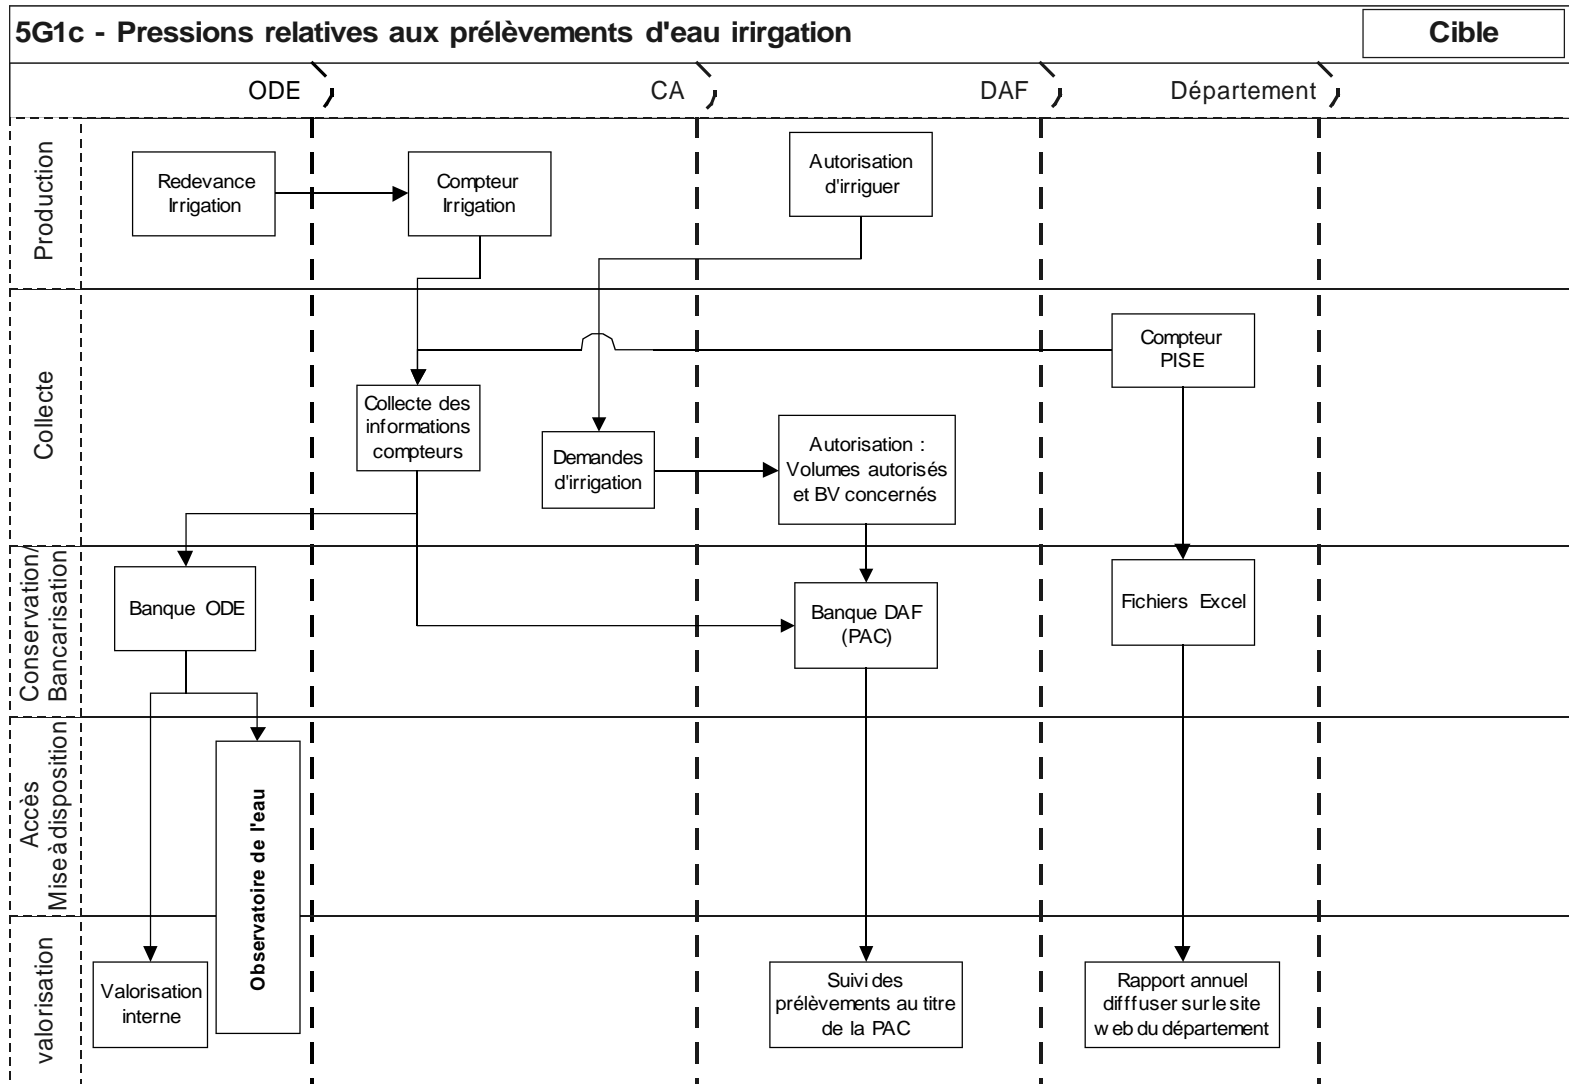 5G1c - Pressions relatives aux prélèvements d'eau irirgation
Cible
ODE
CA
DAF
Département
Production
Redevance
Irrigation
Compteur
Irrigation
Autorisation
d'irriguer
Collecte
Compteur
PISE
Collecte des
informations
compteurs
Demandes
d'irrigation
Autorisation :
Volumes autorisés
et BV concernés
Conservation/
Bancarisation
Banque ODE
Banque DAF
(PAC)
Fichiers Excel
Accès
Mise à disposition
Observatoire de l'eau
valorisation
Valorisation
interne
Suivi des
prélèvements au titre
de la PAC
Rapport annuel
difffuser sur le site
web du département